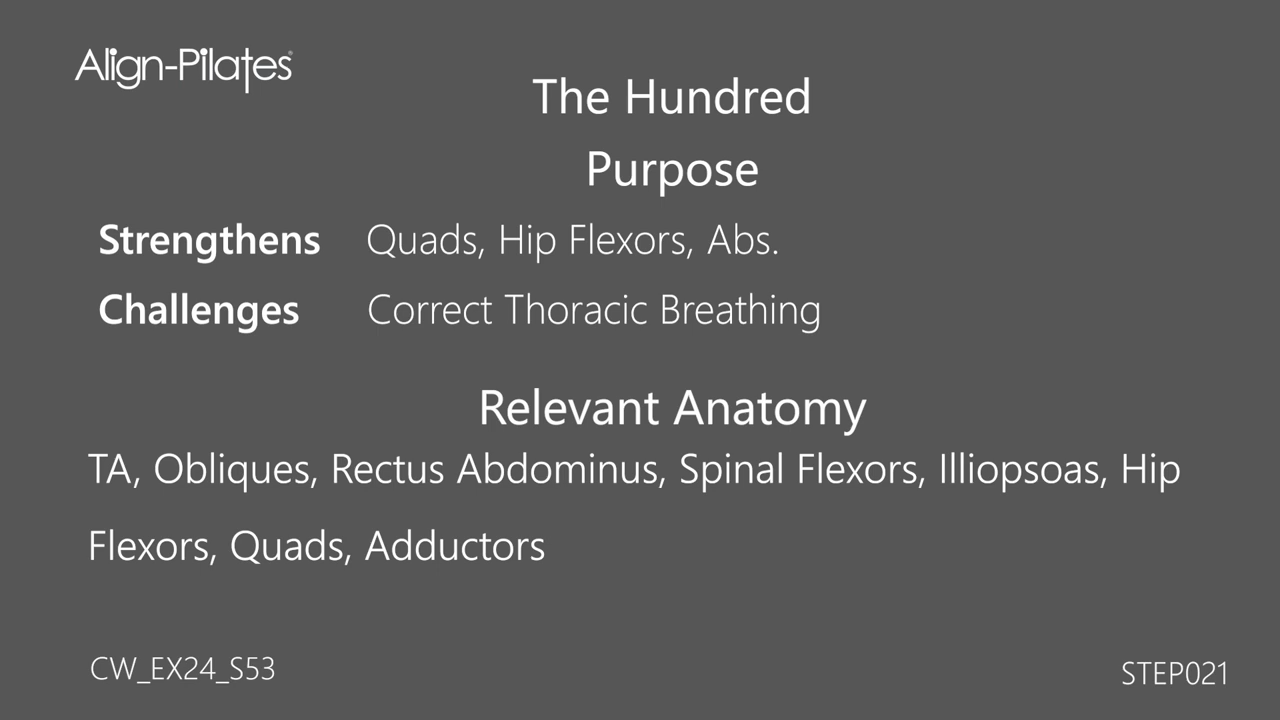 Align-Pilates®
The Hundred
Purpose
Strengthens Quads, Hip Flexors, Abs.
Challenges Correct Thoracic Breathing
Relevant Anatomy
TA, Obliques, Rectus Abdominus, Spinal Flexors, Illiopsoas, Hip
Flexors, Quads, Adductors
CW_EX24_S53
STEP021